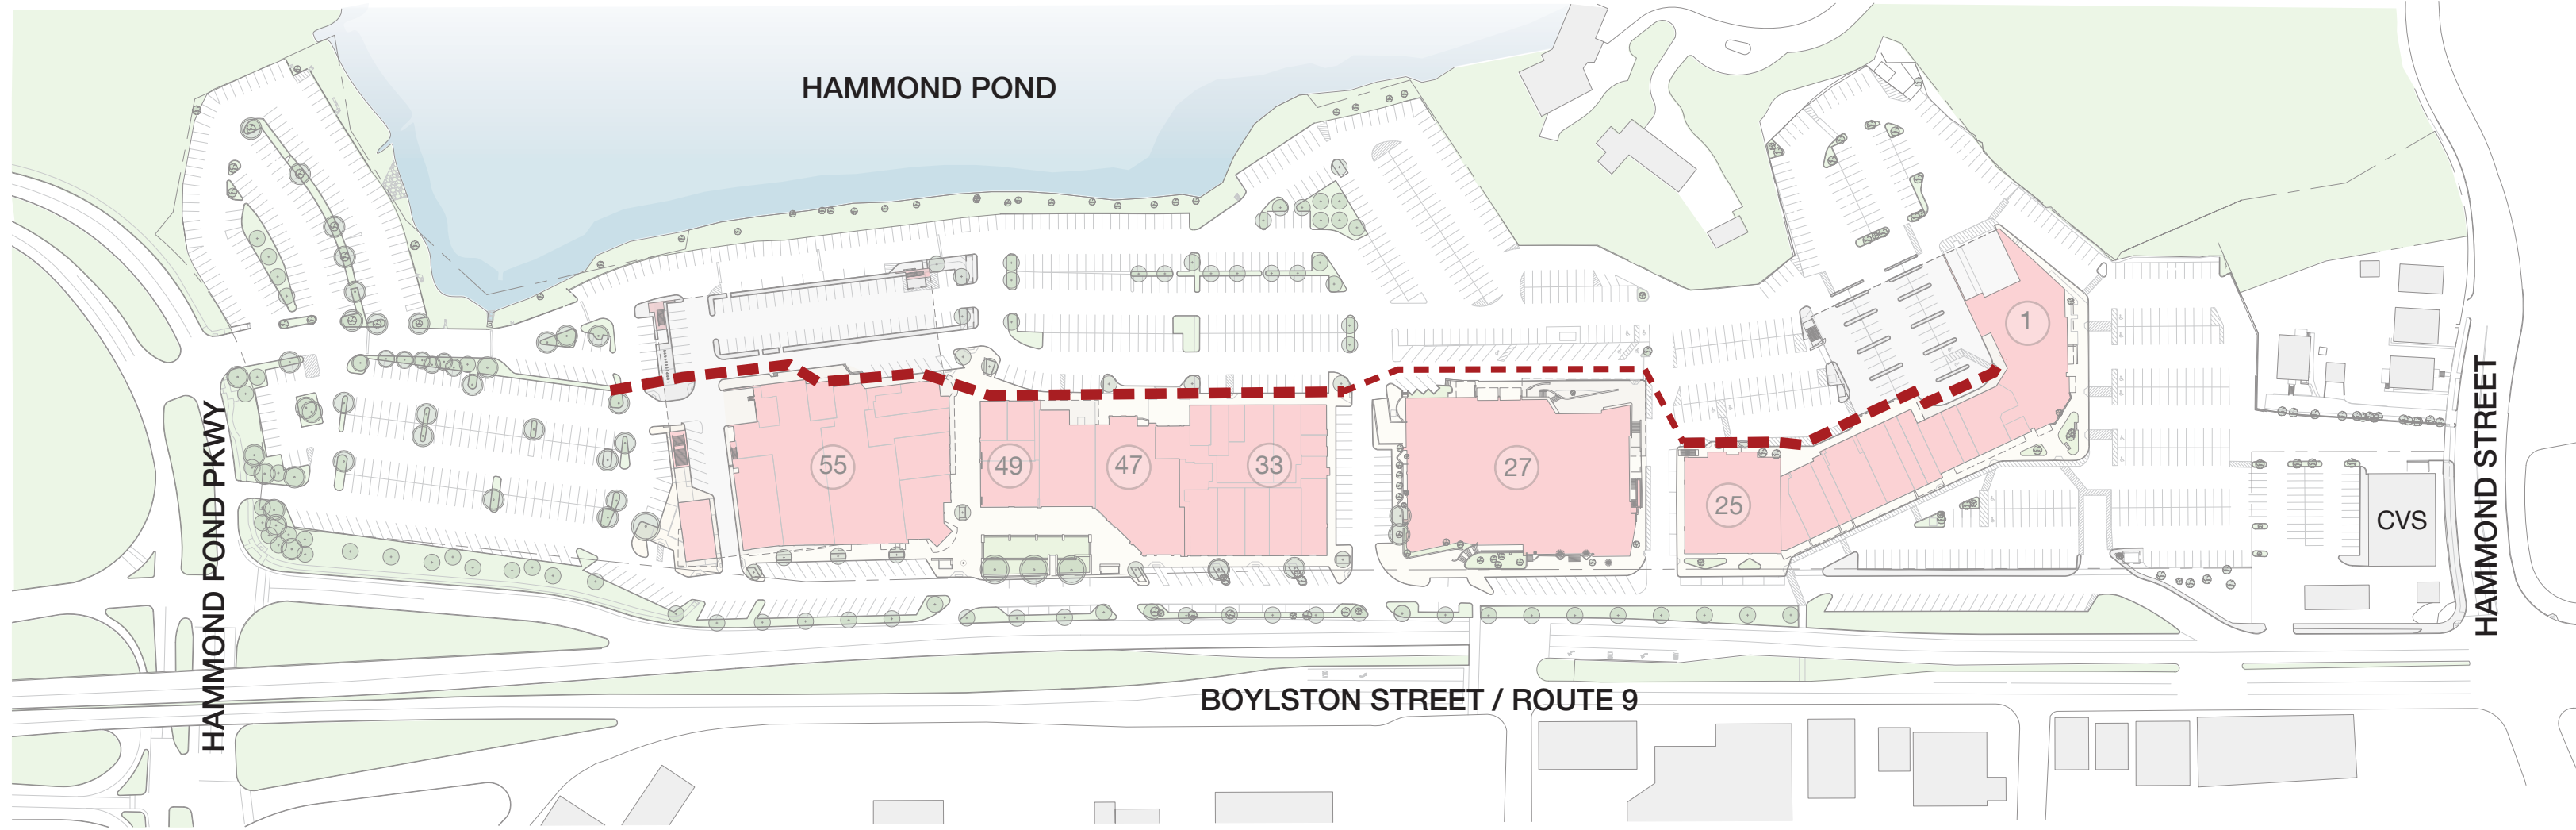 HAMMOND POND
1
55
49
47
33
27
25
CVS
HAMMOND POND PKWY
HAMMOND STREET
BOYLSTON STREET / ROUTE 9